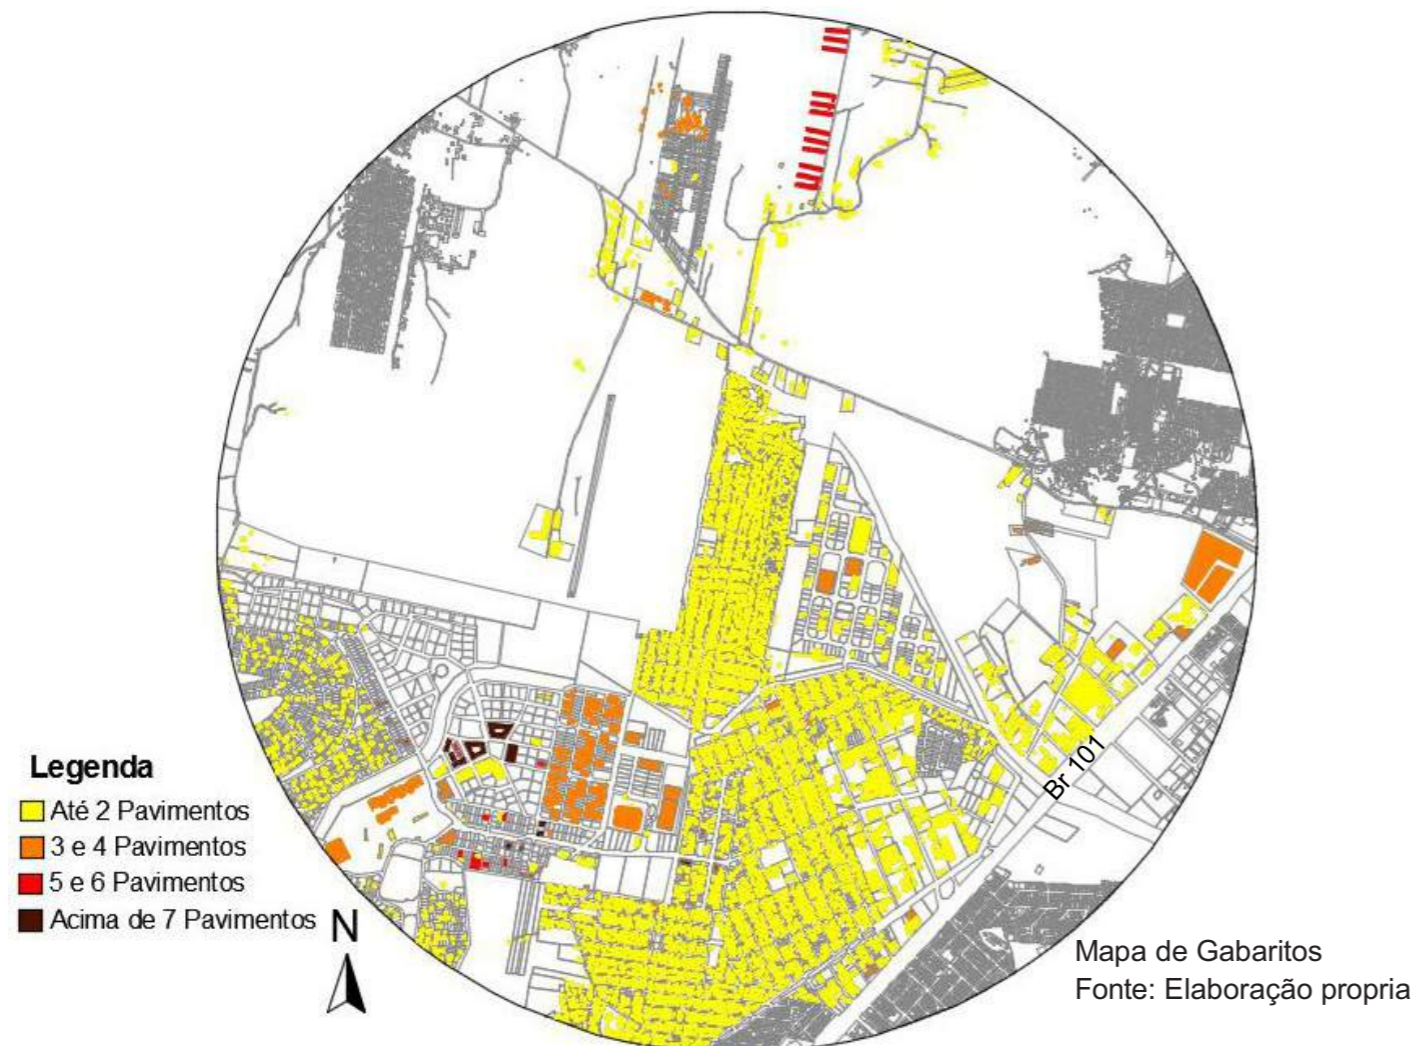 Legenda
Até 2 Pavimentos
3 e 4 Pavimentos
5 e 6 Pavimentos
Acima de 7 Pavimentos
N
Br 101
Mapa de Gabaritos
Fonte: Elaboração propria